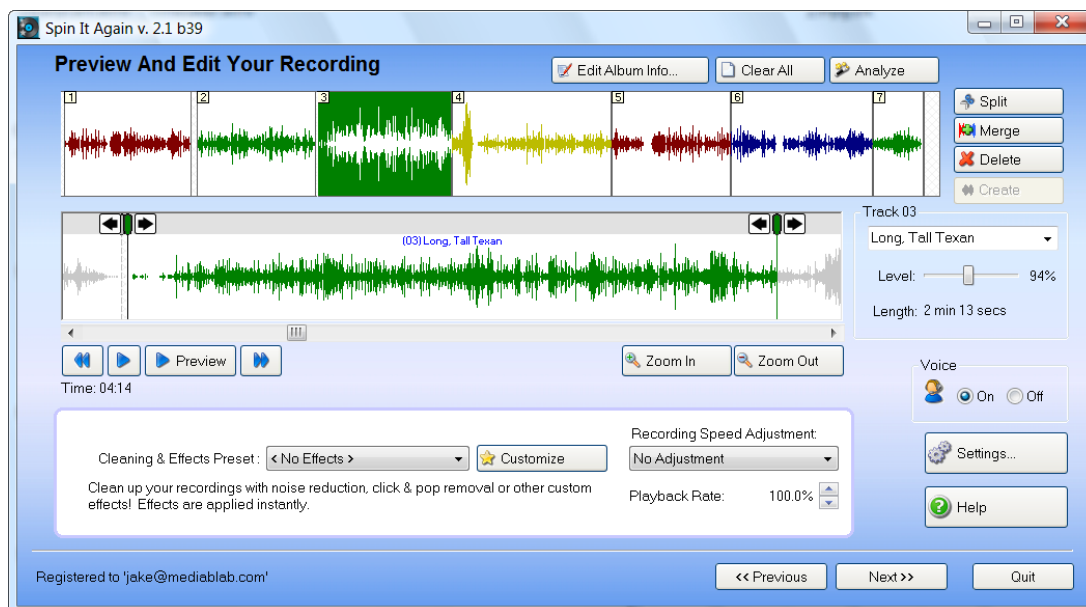 Spin It Again v. 2.1 b39
Preview And Edit Your Recording
Edit Album Info...
Clear All
Analyze
1 2 3 4 5 6 7
Split
Merge
Delete
Create
Track 03
(03) Long, Tall Texan
Long, Tall Texan
Level: 94%
Length: 2 min 13 secs
Preview
Zoom In
Zoom Out
Time: 04:14
Voice
On Off
Recording Speed Adjustment:
Cleaning & Effects Preset : < No Effects > Customize
No Adjustment
Settings...
Clean up your recordings with noise reduction, click & pop removal or other custom
effects! Effects are applied instantly.
Playback Rate: 100.0%
Help
Registered to 'jake@mediablab.com'
<< Previous
Next >>
Quit